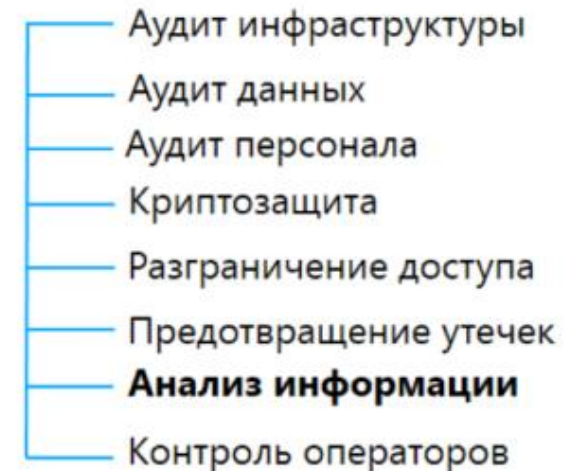 Аудит инфраструктуры
Аудит данных
Аудит персонала
Криптозащита
Разграничение доступа
Предотвращение утечек
Анализ информации
Контроль операторов